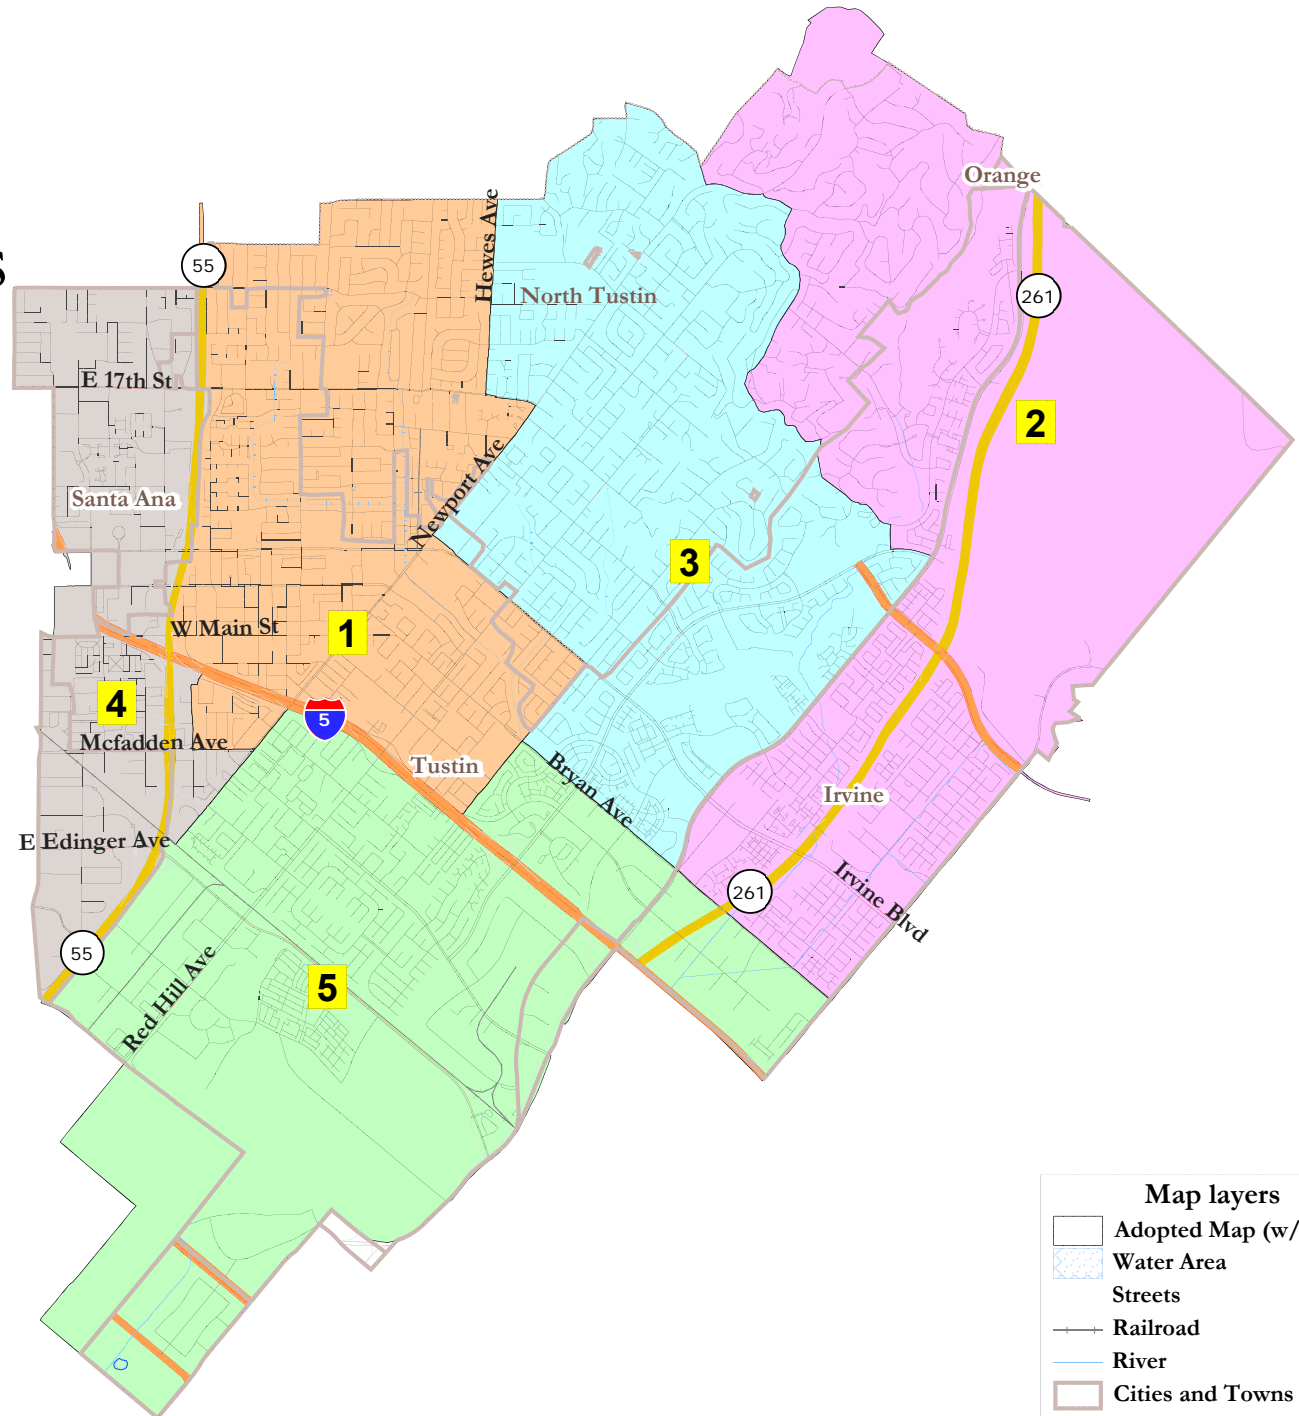 Orange
Hewes Ave
55
S
261
North Tustin
E 17th St
2
Newport Ave
Santa Ana
3
W Main St
1
4
5
Mcfadden Ave
Tustin
Bryan Ave
Irvine
E Edinger Ave
261
Irvine Blvd
55
Red Hill Ave
5
Map layers
Adopted Map (w/
Water Area
Streets
Railroad
River
Cities and Towns